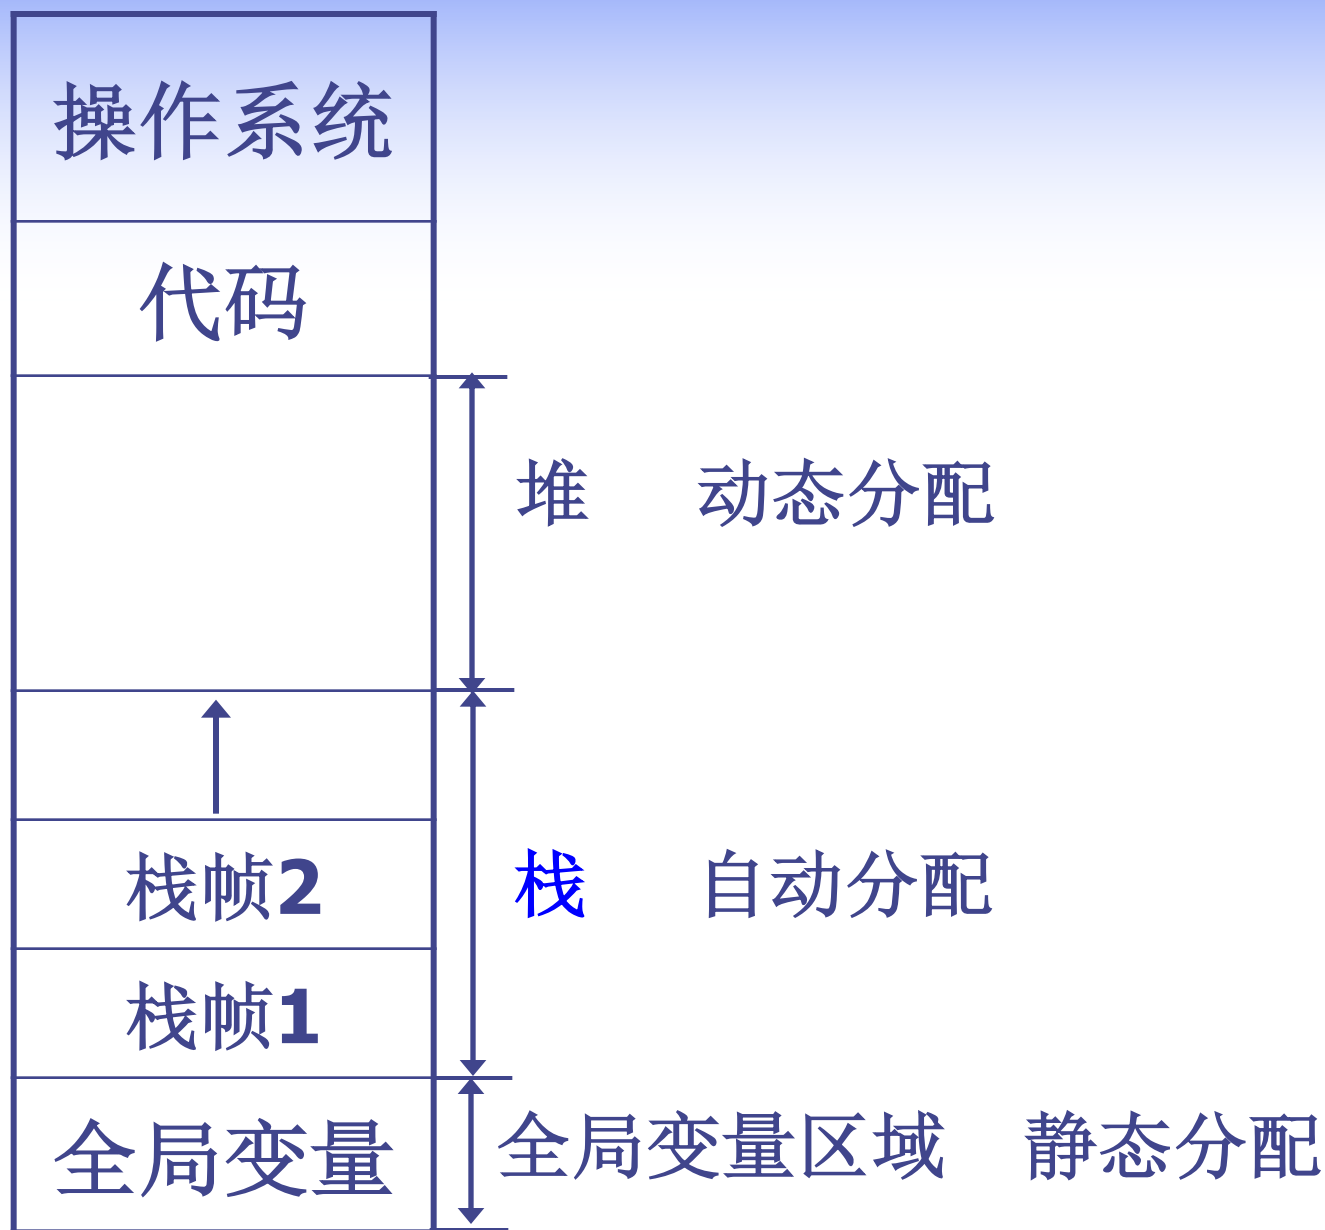 操作系统
代码
堆 动态分配
栈帧2
栈 自动分配
栈帧1
全局变量
全局变量区域 静态分配